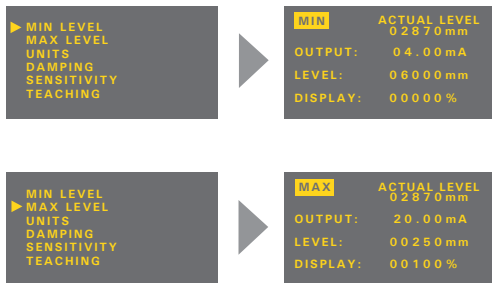 MIN LEVEL
MAX LEVEL
UNITS
DAMPING
SENSITIVITY
TEACHING
MIN ACTUAL LEVEL
02870mm
OUTPUT: 04.00mA
LEVEL: 06000mm
DISPLAY: 00000%
MIN LEVEL
MAX LEVEL
UNITS
DAMPING
SENSITIVITY
TEACHING
MAX ACTUAL LEVEL
02870mm
OUTPUT: 20.00mA
LEVEL: 00250mm
DISPLAY: 00100%